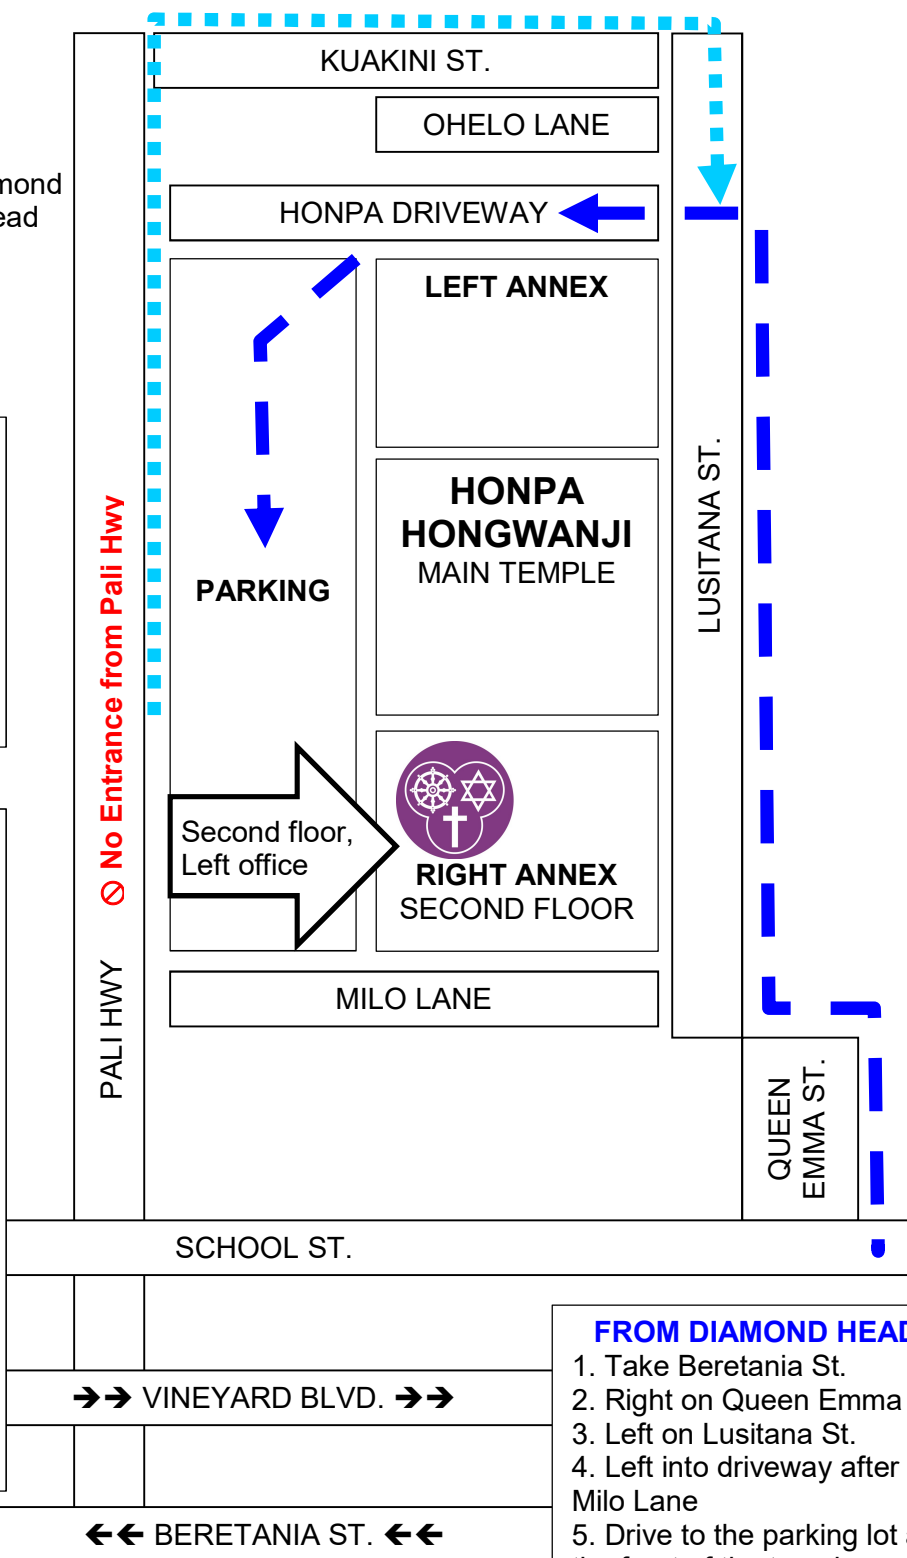 KUAKINI ST.
OHELO LANE
HONPA DRIVEWAY
LEFT ANNEX
HONPA
HONGWANJI
MAIN TEMPLE
LUSITANA ST.
No Entrance from Pali Hwy
PARKING
Second floor,
Left office
RIGHT ANNEX
SECOND FLOOR
PALI HWY
MILO LANE
QUEEN
EMMA ST.
SCHOOL ST.
→→ VINEYARD BLVD. →→
←← BERETANIA ST. ←←
FROM DIAMOND HEAD
1. Take Beretania St.
2. Right on Queen Emma
3. Left on Lusitana St.
4. Left into driveway after
Milo Lane
5. Drive to the parking lot